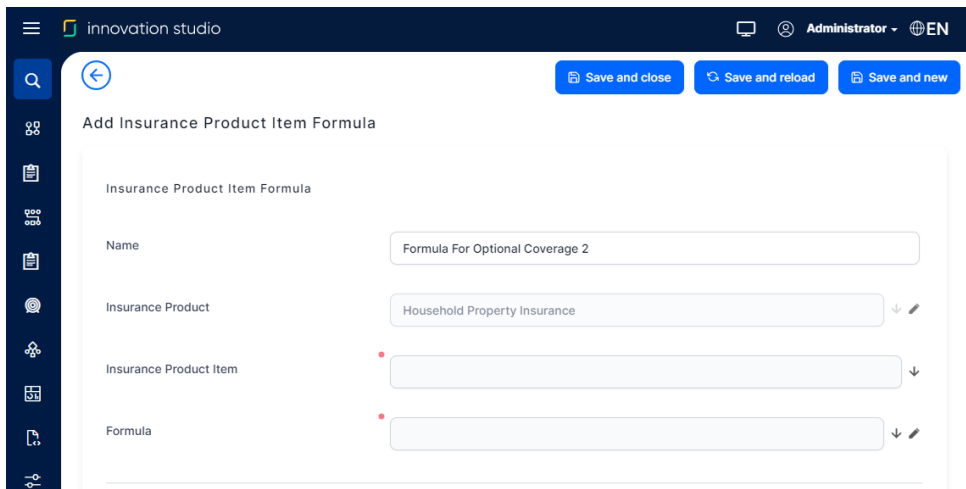 innovation studio
Administrator
EN
Save and close
Save and reload
Save and new
Add Insurance Product Item Formula
Insurance Product Item Formula
Name
Formula For Optional Coverage 2
Insurance Product
Household Property Insurance
Insurance Product Item
Formula